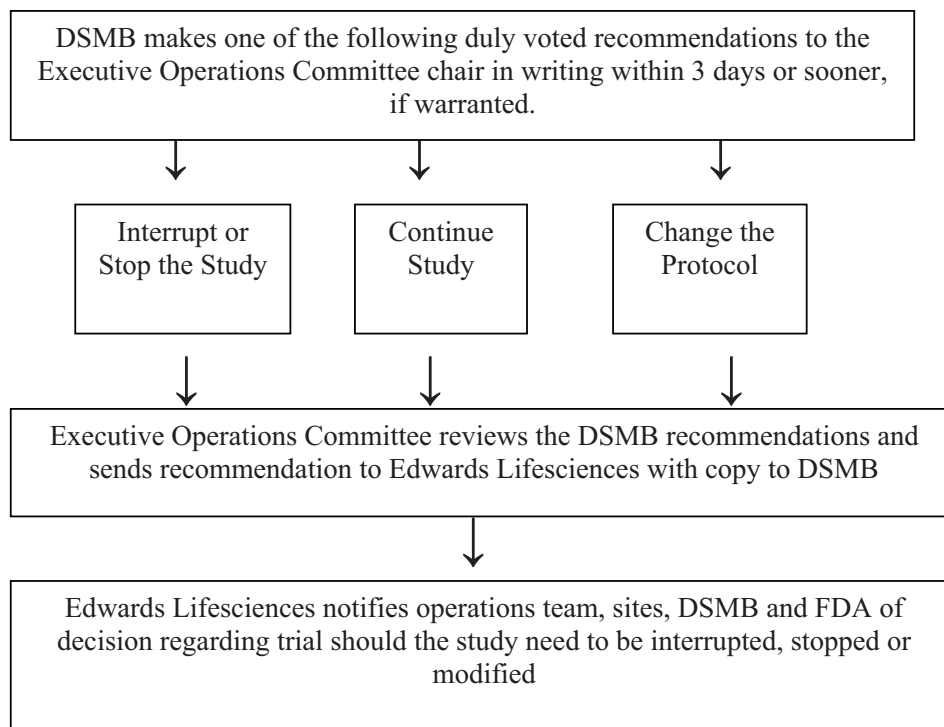 DSMB makes one of the following duly voted recommendations to the
Executive Operations Committee chair in writing within 3 days or sooner,
if warranted.
Interrupt or
Stop the Study
Continue
Study
Change the
Protocol
Executive Operations Committee reviews the DSMB recommendations and
sends recommendation to Edwards Lifesciences with copy to DSMB
Edwards Lifesciences notifies operations team, sites, DSMB and FDA of
decision regarding trial should the study need to be interrupted, stopped or
modified